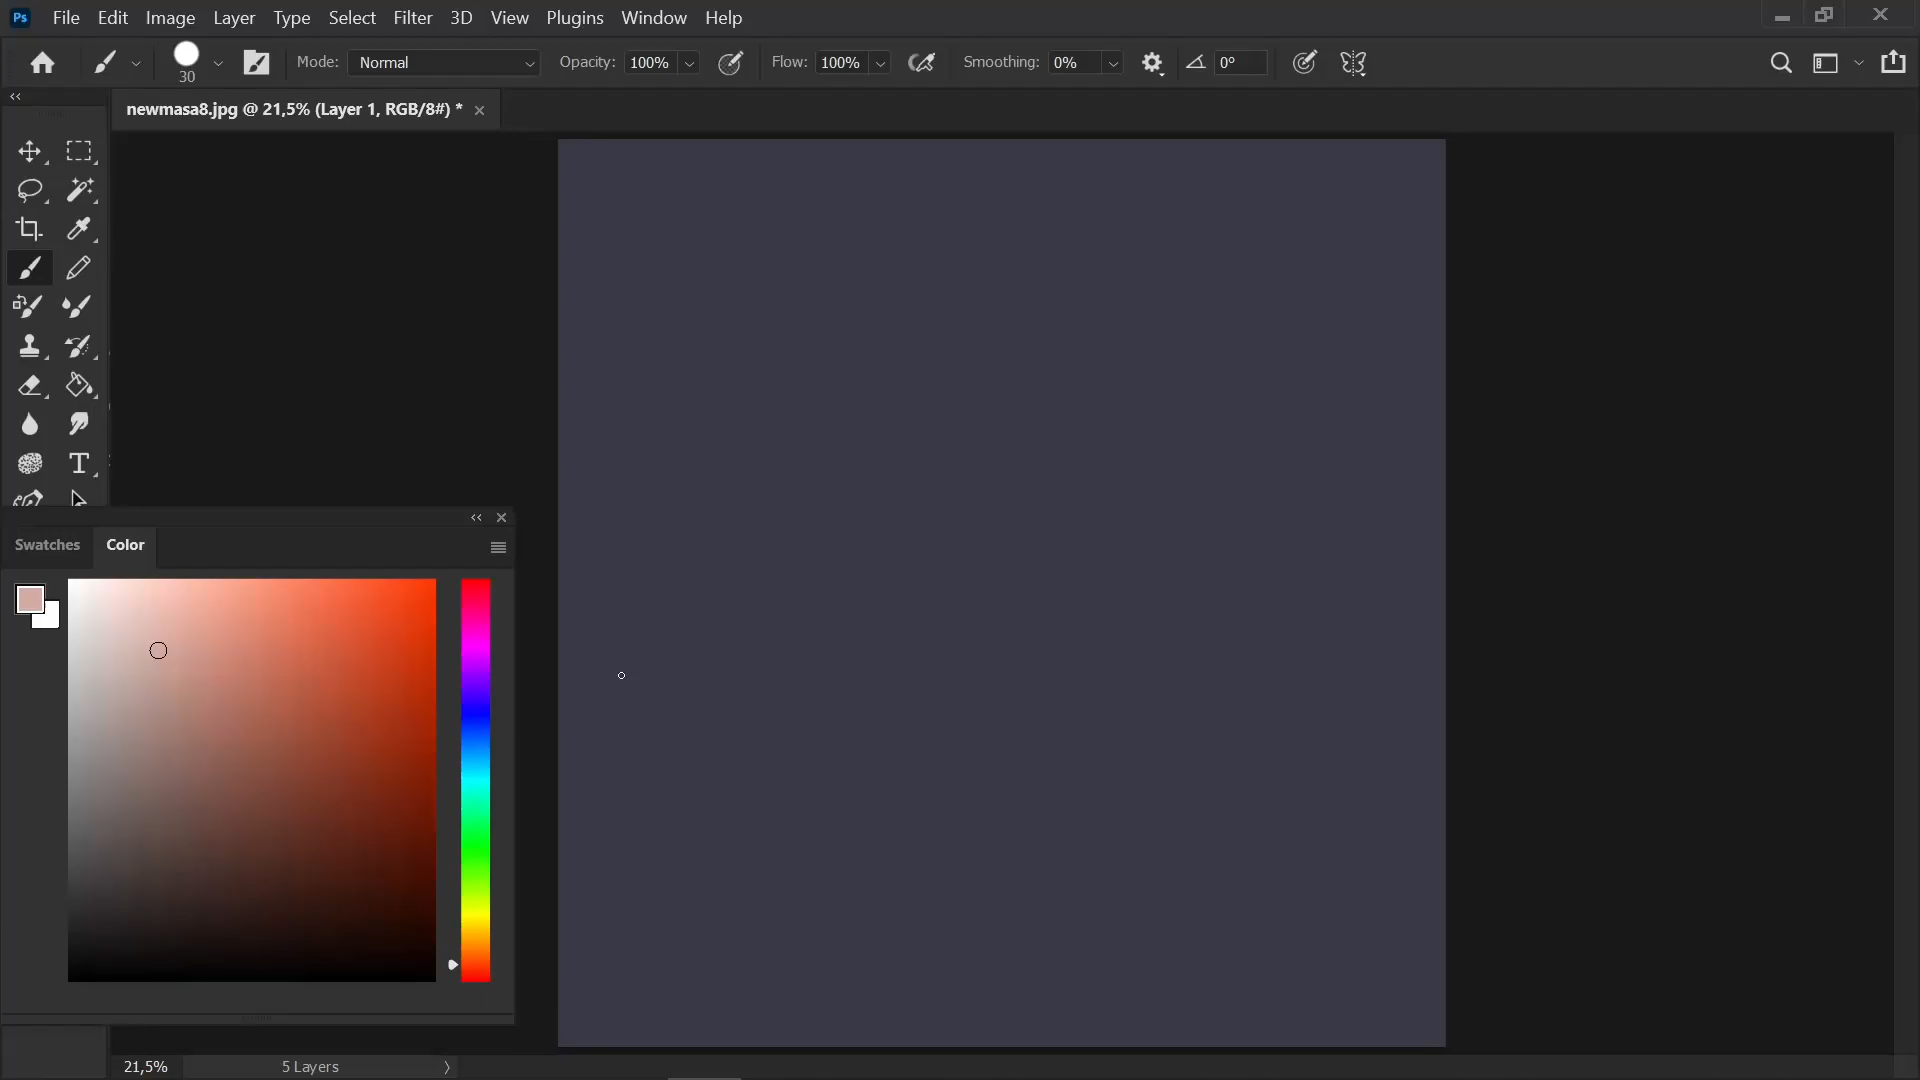 Ps File Edit Image Layer Type Select Filter 3D View Plugins Window Help
30 Mode: Normal Opacity: 100% Flow: 100% Smoothing: 0% 0°
newmasa8.jpg @ 21,5% (Layer 1, RGB/8#) *
T
Swatches Color
21,5% 5 Layers